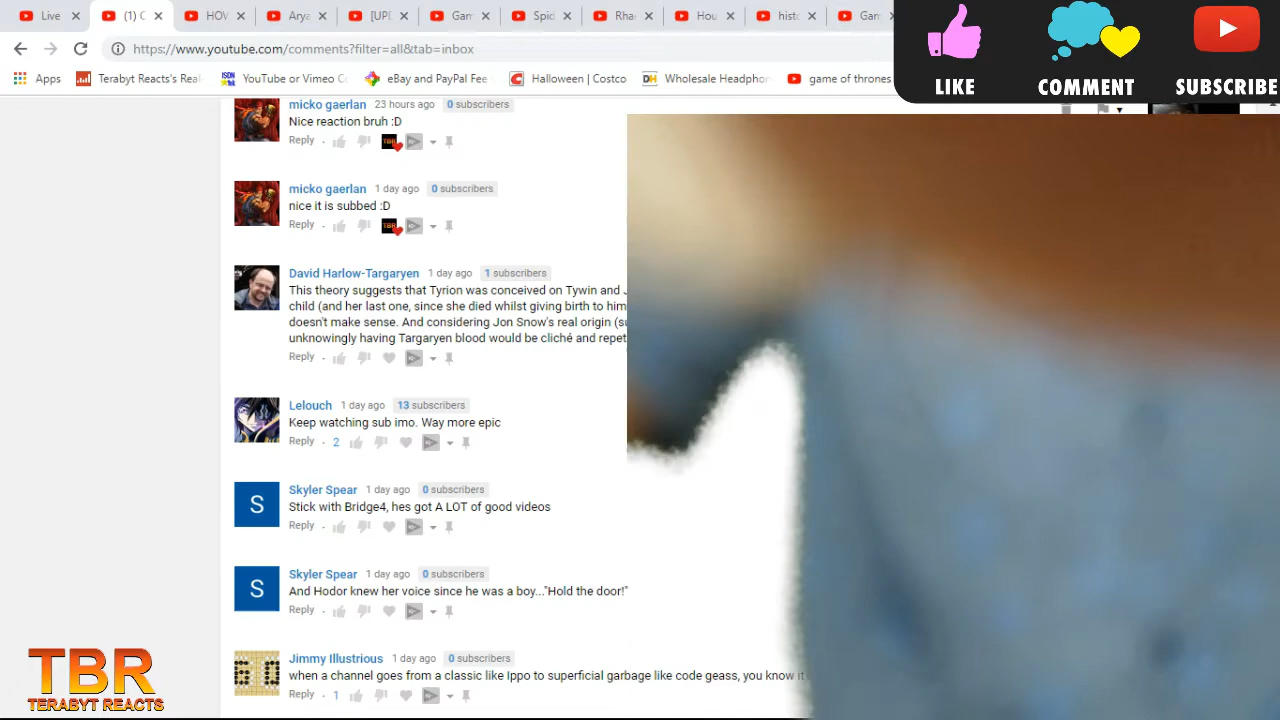 Live
(1) C
HOV
Arya
[UPD
Gam
Spid
Rha
Hou
hist
Gam
https://www.youtube.com/comments?filter=all&tab=inbox
LIKE
COMMENT
SUBSCRIBE
Apps
Terabyt Reacts's Rea
YouTube or Vimeo C
eBay and PayPal Fee
Halloween | Costco
Wholesale Headpho
game of thrones
micko gaerlan 23 hours ago 0 subscribers
Nice reaction bruh :D
Reply
micko gaerlan 1 day ago 0 subscribers
nice it is subbed :D
Reply
David Harlow-Targaryen 1 day ago 1 subscribers
This theory suggests that Tyrion was conceived on Tywin and J
child (and her last one, since she died whilst giving birth to him
doesn't make sense. And considering Jon Snow's real origin (su
unknowingly having Targaryen blood would be cliché and repet
Reply
Lelouch 1 day ago 13 subscribers
Keep watching sub imo. Way more epic
Reply 2
S
Skyler Spear 1 day ago 0 subscribers
Stick with Bridge4, hes got A LOT of good videos
Reply
S
Skyler Spear 1 day ago 0 subscribers
And Hodor knew her voice since he was a boy..."Hold the door!"
Reply
Jimmy Illustrious 1 day ago 0 subscribers
when a channel goes from a classic like Ippo to superficial garbage like code geass, you know it
Reply 1
TBR
TERABYT REACTS